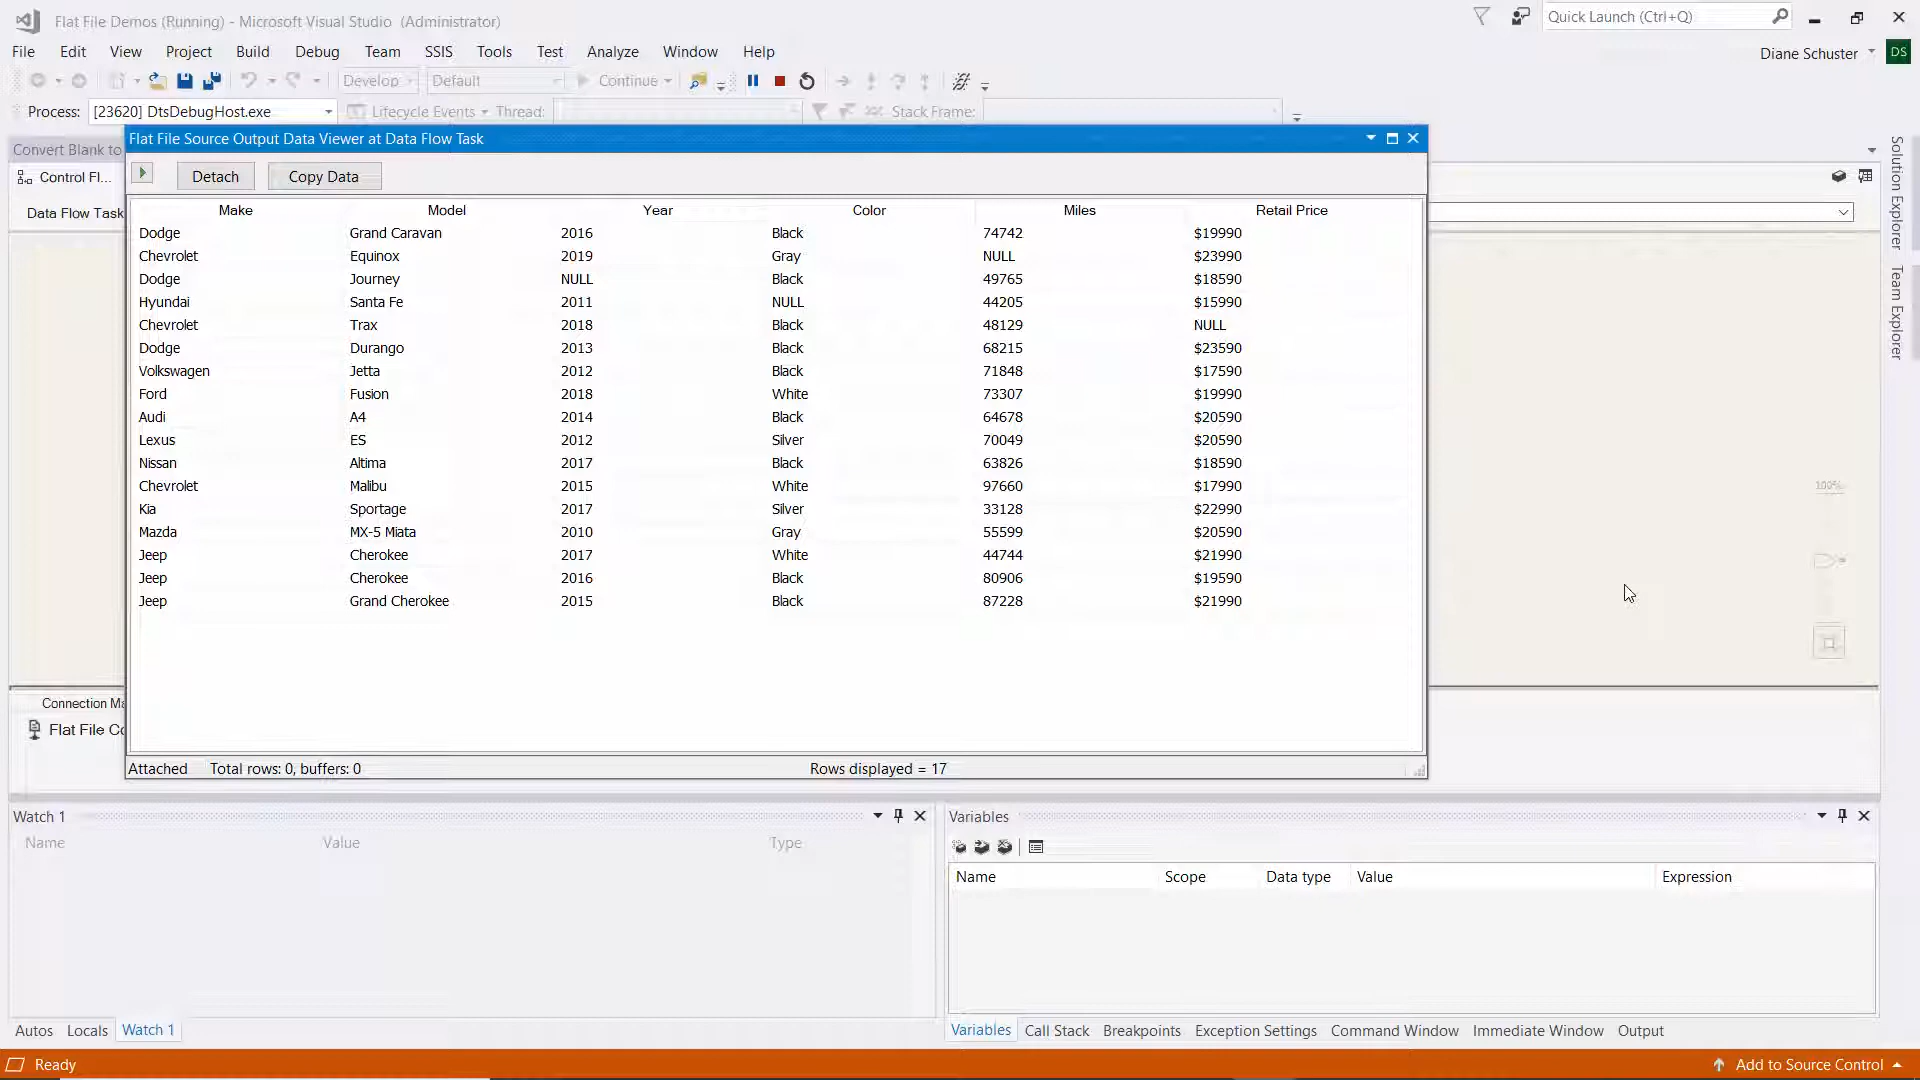 Flat File Demos (Running) - Microsoft Visual Studio (Administrator)
Quick Launch (Ctrl+Q)
File Edit View Project Build Debug Team SSIS Tools Test Analyze Window Help
Diane Schuster DS
Develop Default Continue
Process: [23620] DtsDebugHost.exe Lifecycle Events Thread: Stack Frame:
Convert Blank to
Flat File Source Output Data Viewer at Data Flow Task
Control Fl...
Detach Copy Data
Data Flow Task
Solution Explorer
Team Explorer
Make Model Year Color Miles Retail Price
Dodge Grand Caravan 2016 Black 74742 $19990
Chevrolet Equinox 2019 Gray NULL $23990
Dodge Journey NULL Black 49765 $18590
Hyundai Santa Fe 2011 NULL 44205 $15990
Chevrolet Trax 2018 Black 48129 NULL
Dodge Durango 2013 Black 68215 $23590
Volkswagen Jetta 2012 Black 71848 $17590
Ford Fusion 2018 White 73307 $19990
Audi A4 2014 Black 64678 $20590
Lexus ES 2012 Silver 70049 $20590
Nissan Altima 2017 Black 63826 $18590
Chevrolet Malibu 2015 White 97660 $17990
Kia Sportage 2017 Silver 33128 $22990
Mazda MX-5 Miata 2010 Gray 55599 $20590
Jeep Cherokee 2017 White 44744 $21990
Jeep Cherokee 2016 Black 80906 $19590
Jeep Grand Cherokee 2015 Black 87228 $21990
100%
Connection Ma
Flat File Co
Attached Total rows: 0, buffers: 0 Rows displayed = 17
Watch 1
Name Value Type
Variables
Name Scope Data type Value Expression
Autos Locals Watch 1
Variables Call Stack Breakpoints Exception Settings Command Window Immediate Window Output
Ready
Add to Source Control